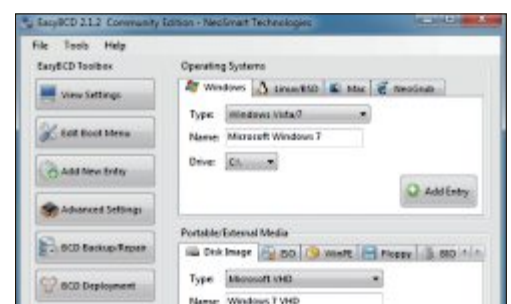 EasyBCD 2.1.2 Community Edition - NeoSmart Technologies
File Tools Help
EasyBCD Toolbox
View Settings
Edit Boot Menu
Add New Entry
Advanced Settings
BCD Backup/Repair
BCD Deployment
Operating Systems
Windows Linux/BSD Mac NeoGrub
Type: Windows Vista/7
Name: Microsoft Windows 7
Drive: C:\
Add Entry
Portable/External Media
Disk Image ISO WinPE Floppy BIO
Type: Microsoft VHD
Name: Windows 7 VHD